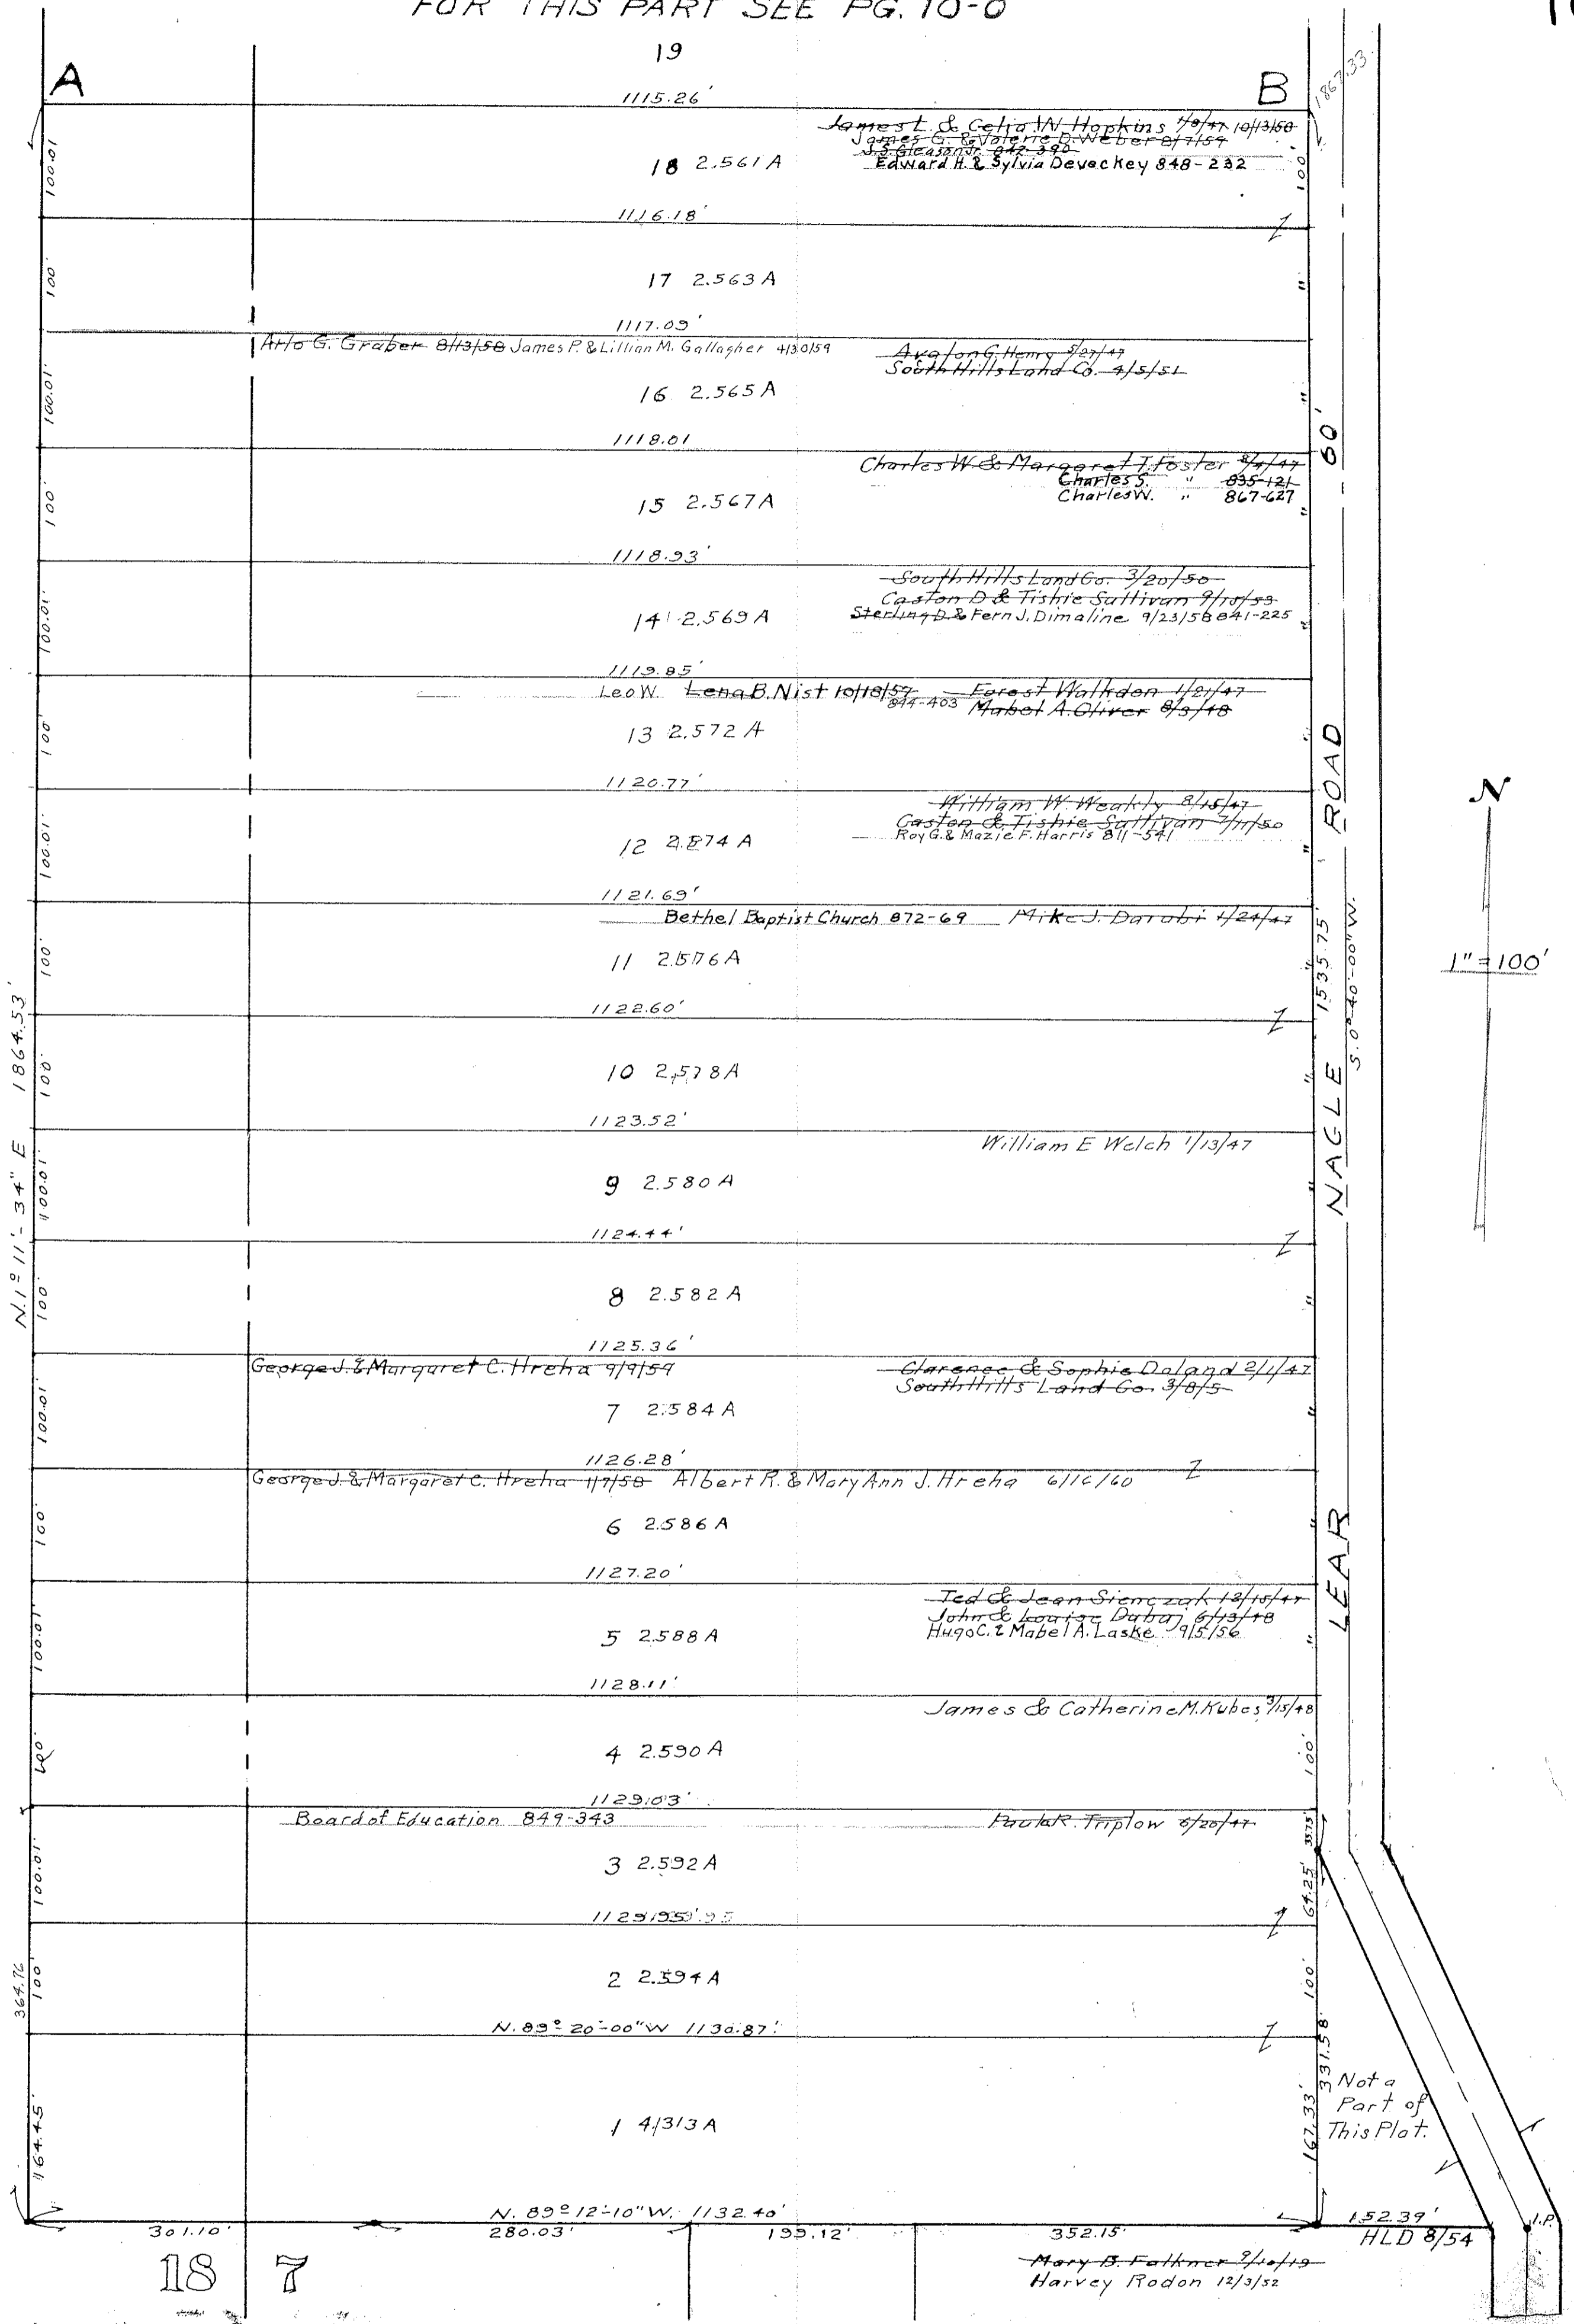 FOR THIS PART SEE PG. 10-0
19
A
B
1867.33
1115.26'
James L. & Celia W. Hopkins 10/13/50
James G. & Valerie D. Weber 8/7/59
J.S. Gleason Jr. 842-390
Edward H. & Sylvia Deveckey 848-232
100.01
18 2.561 A
100'
1116.18'
100'
17 2.563 A
"
1117.09'
Arlo G. Graber 8/13/58 James P. & Lillian M. Gallagher 4/30/59
Avalon G. Henry 5/27/47
South Hills Land Co. 4/5/51
100.01'
16 2.565 A
"
1118.01
60'
Charles W. & Margaret T. Foster
Charles S. " 835-121
Charles W. " 867-627
100'
15 2.567 A
"
1118.93'
South Hills Land Co. 3/20/50
Caston D & Tishie Sullivan 9/18/53
Sterling D. & Fern J. Dimaline 9/23/58 841-225
100.01'
14 2.569 A
"
1119.85'
Leo W. Lena B. Nist 10/18/57 844-403
Forest Walkden 1/21/47
Mabel A. Oliver 8/3/48
100'
13 2.572 A
"
1120.77'
William W. Weakly 8/15/47
Gaston & Tishie Sullivan 7/11/50
Roy G. & Mazie F. Harris 811-541
100.01'
12 2.574 A
"
1121.69'
Bethel Baptist Church 872-69
Mike J. Darabi 1/24/47
100'
11 2.576 A
"
N
1"=100'
1122.60'
N. 1° 11'- 34" E 1864.53'
100'
10 2.578 A
"
LEAR NAGLE ROAD
1535.75'
S. 0°-40'-00" W.
1123.52'
William E Welch 1/13/47
100.01'
9 2.580 A
"
1124.44'
100'
8 2.582 A
"
1125.36'
George J. & Margaret C. Hreha 9/9/59
Clarence & Sophie Doland 2/1/47
South Hills Land Co. 3/8/5
100.01'
7 2.584 A
"
1126.28'
George J. & Margaret C. Hreha 1/7/58 Albert R. & Mary Ann J. Hreha 6/16/60
100'
6 2.586 A
"
1127.20'
Ted & Jean Sienczak 12/15/47
John & Louise Dubaj 6/13/48
Hugo C. & Mabel A. Laske 9/5/56
100.01'
5 2.588 A
"
1128.11'
James & Catherine M. Kubes 3/15/48
100'
4 2.590 A
100'
1129.03'
Board of Education 849-343
Paul R. Triplow 6/20/47
35.75'
100.01'
3 2.592 A
64.25'
1129.95'
364.76
100'
2 2.594 A
100'
N. 89° 20'-00" W 1130.87'
331.58'
Not a
Part of
This Plat.
164.45'
1 4.313 A
167.33'
N. 89° 12'-10" W. 1132.40'
152.39'
I.P.
301.10'
280.03'
199.12'
352.15'
HLD 8/54
18
7
Mary B. Falkner
Harvey Rodon 12/3/52